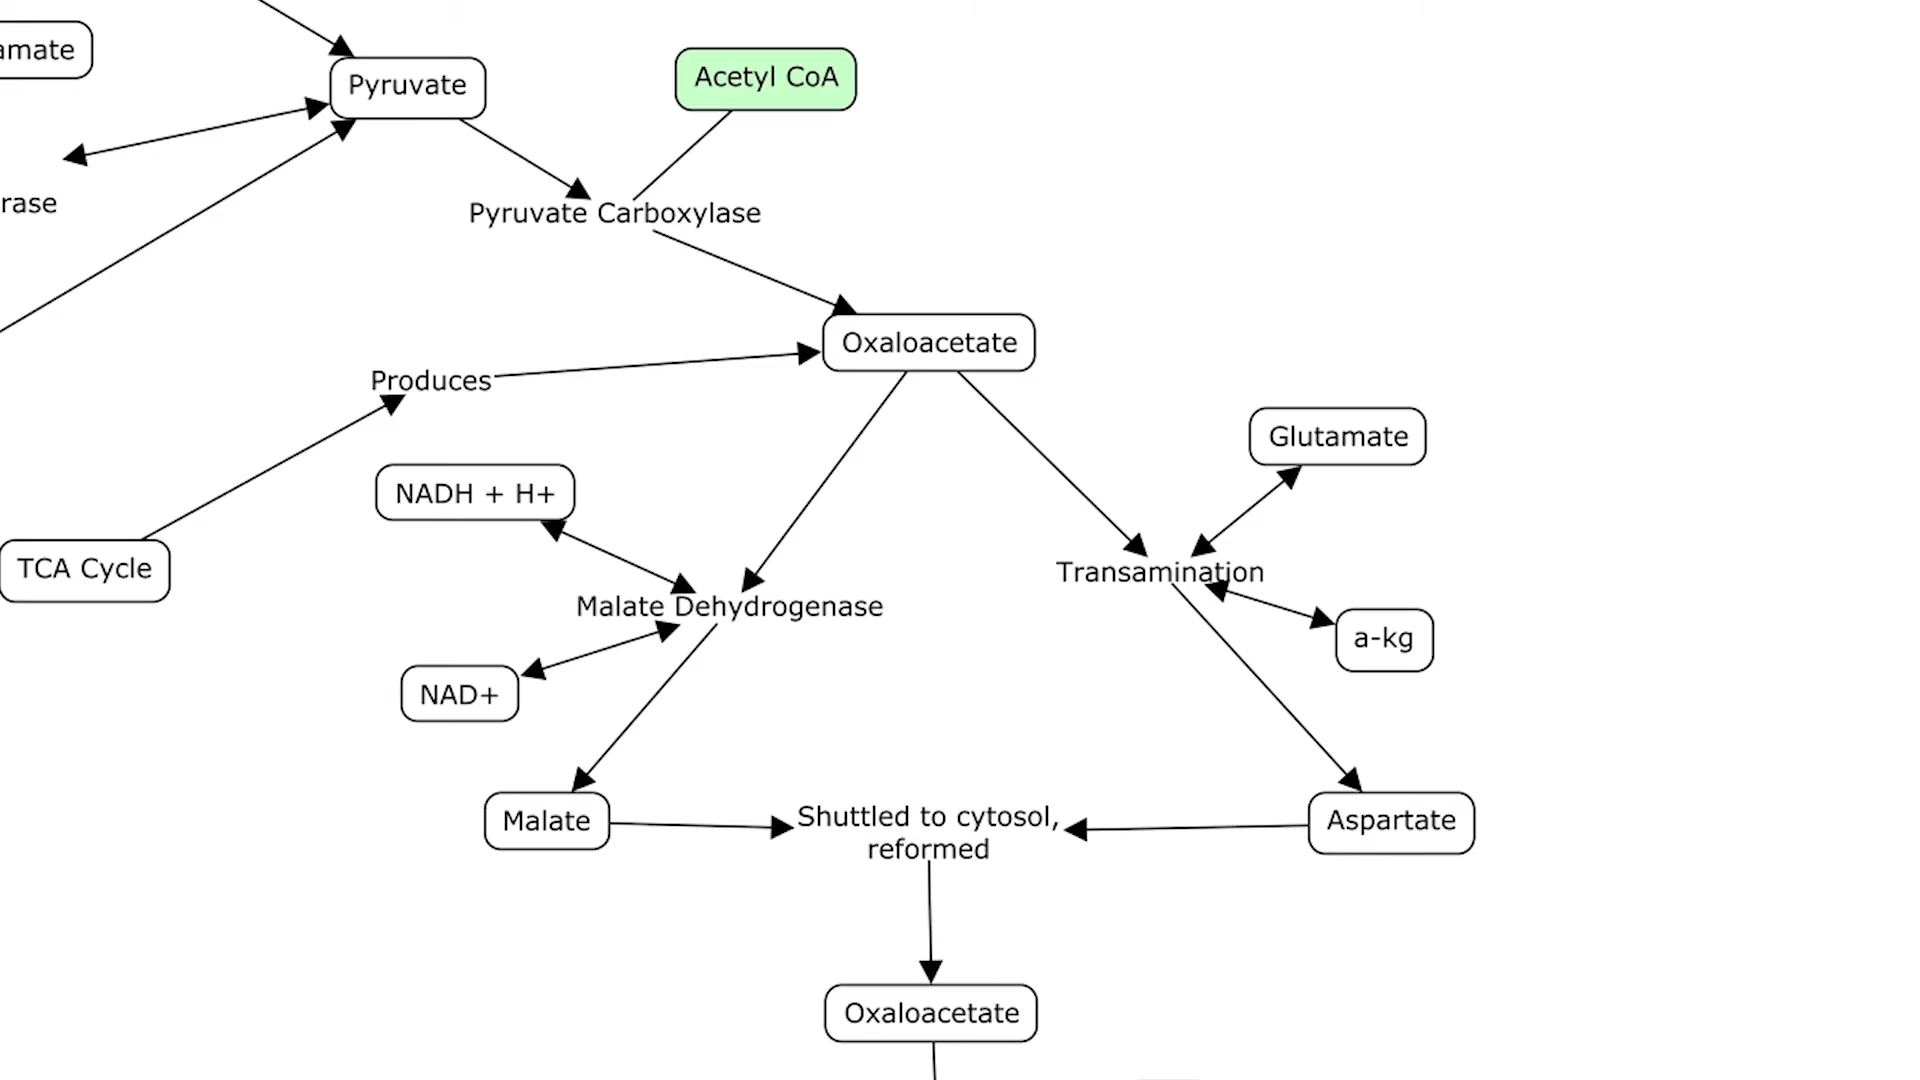 amate
Pyruvate
Acetyl CoA
rase
Pyruvate Carboxylase
Oxaloacetate
Produces
Glutamate
NADH + H+
TCA Cycle
Transamination
Malate Dehydrogenase
a-kg
NAD+
Malate
Shuttled to cytosol,
reformed
Aspartate
Oxaloacetate